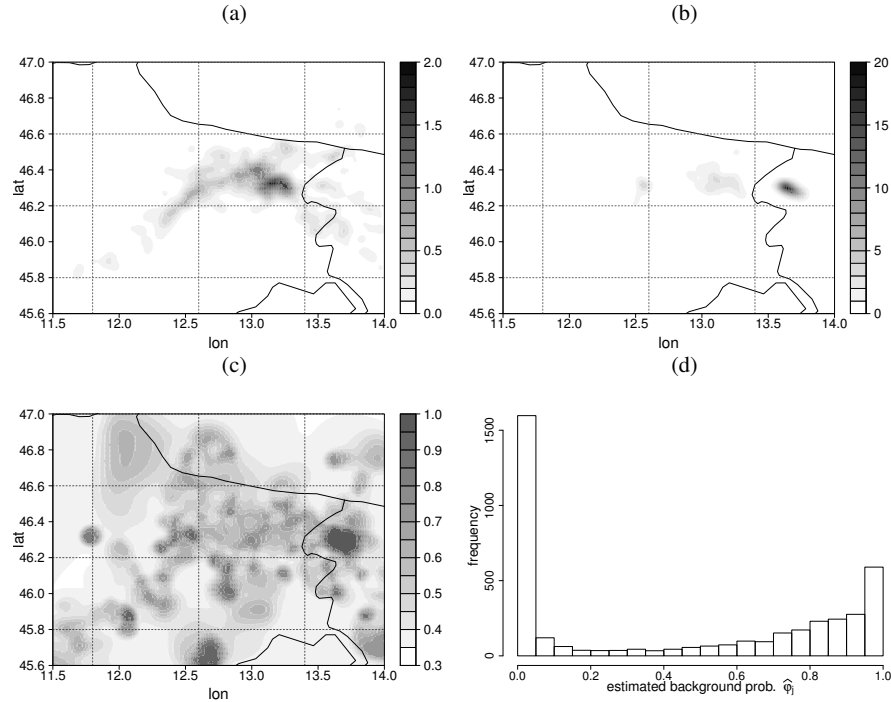 (a)
47.0
46.8
46.6
46.4
46.2
46.0
45.8
45.6
lat
11.5 12.0 12.5 13.0 13.5 14.0
lon
2.0
1.5
1.0
0.5
0.0
(b)
47.0
46.8
46.6
46.4
46.2
46.0
45.8
45.6
lat
11.5 12.0 12.5 13.0 13.5 14.0
lon
20
15
10
5
0
(c)
47.0
46.8
46.6
46.4
46.2
46.0
45.8
45.6
lat
11.5 12.0 12.5 13.0 13.5 14.0
lon
1.0
0.9
0.8
0.7
0.6
0.5
0.4
0.3
(d)
1500
1000
500
0
frequency
0.0 0.2 0.4 0.6 0.8 1.0
estimated background prob. φ̂j